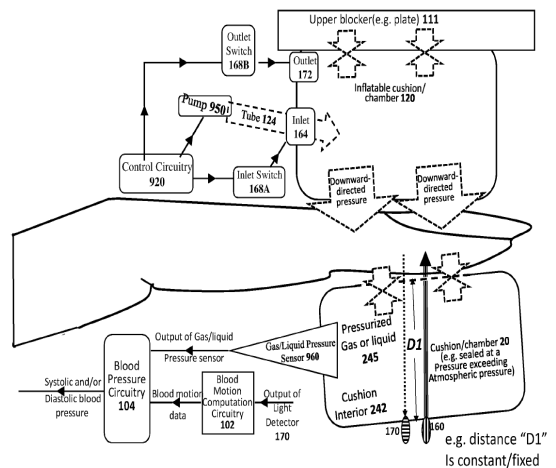 Upper blocker(e.g. plate) 111
Outlet
Switch
168B
Outlet
172
Inflatable cushion/
chamber 120
Pump 950
Tube 124
Inlet
164
Control Circuitry
920
Inlet Switch
168A
Downward-
directed
pressure
Downward-
directed
pressure
Output of Gas/liquid
Pressure sensor
Gas/Liquid Pressure
Sensor 960
Pressurized
Gas or liquid
245
D1
Cushion/chamber 20
(e.g. sealed at a
Pressure exceeding
Atmospheric pressure)
Systolic and/or
Diastolic blood
pressure
Blood
Pressure
Circuitry
104
Blood motion
data
Blood
Motion
Computation
Circuitry
102
Output of
Light
Detector
170
Cushion
Interior 242
170
160
e.g. distance “D1”
Is constant/fixed